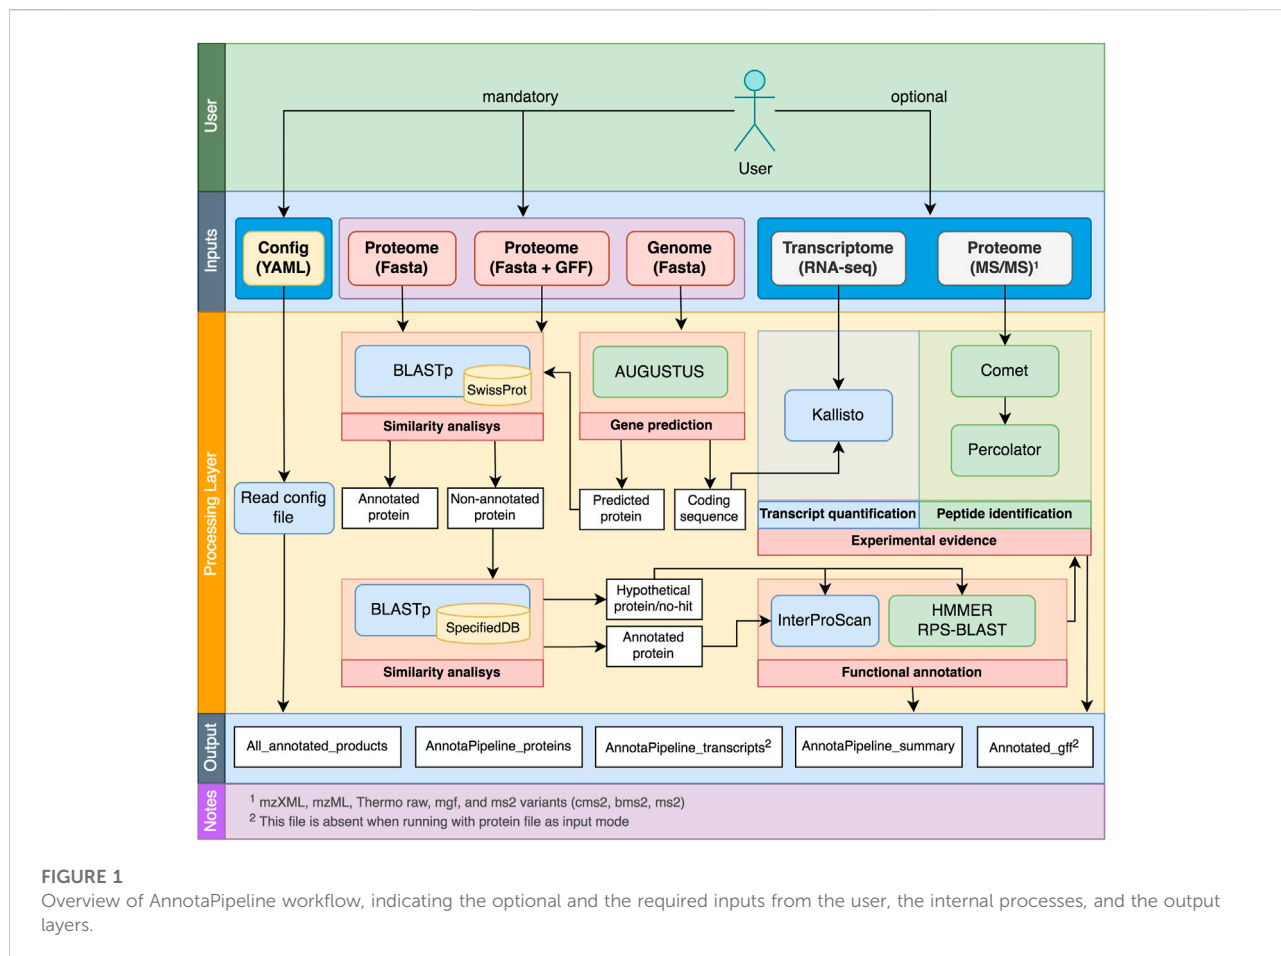 User
mandatory
optional
User
Inputs
Config
(YAML)
Proteome
(Fasta)
Proteome
(Fasta + GFF)
Genome
(Fasta)
Transcriptome
(RNA-seq)
Proteome
(MS/MS)¹
Processing Layer
BLASTp
SwissProt
Similarity analisys
AUGUSTUS
Gene prediction
Kallisto
Comet
Percolator
Read config
file
Annotated
protein
Non-annotated
protein
Predicted
protein
Coding
sequence
Transcript quantification
Peptide identification
Experimental evidence
BLASTp
SpecifiedDB
Similarity analisys
Hypothetical
protein/no-hit
Annotated
protein
InterProScan
HMMER
RPS-BLAST
Functional annotation
Output
All_annotated_products
AnnotaPipeline_proteins
AnnotaPipeline_transcripts²
AnnotaPipeline_summary
Annotated_gff²
Notes
¹ mzXML, mzML, Thermo raw, mgf, and ms2 variants (cms2, bms2, ms2)
² This file is absent when running with protein file as input mode
FIGURE 1
Overview of AnnotaPipeline workflow, indicating the optional and the required inputs from the user, the internal processes, and the output
layers.